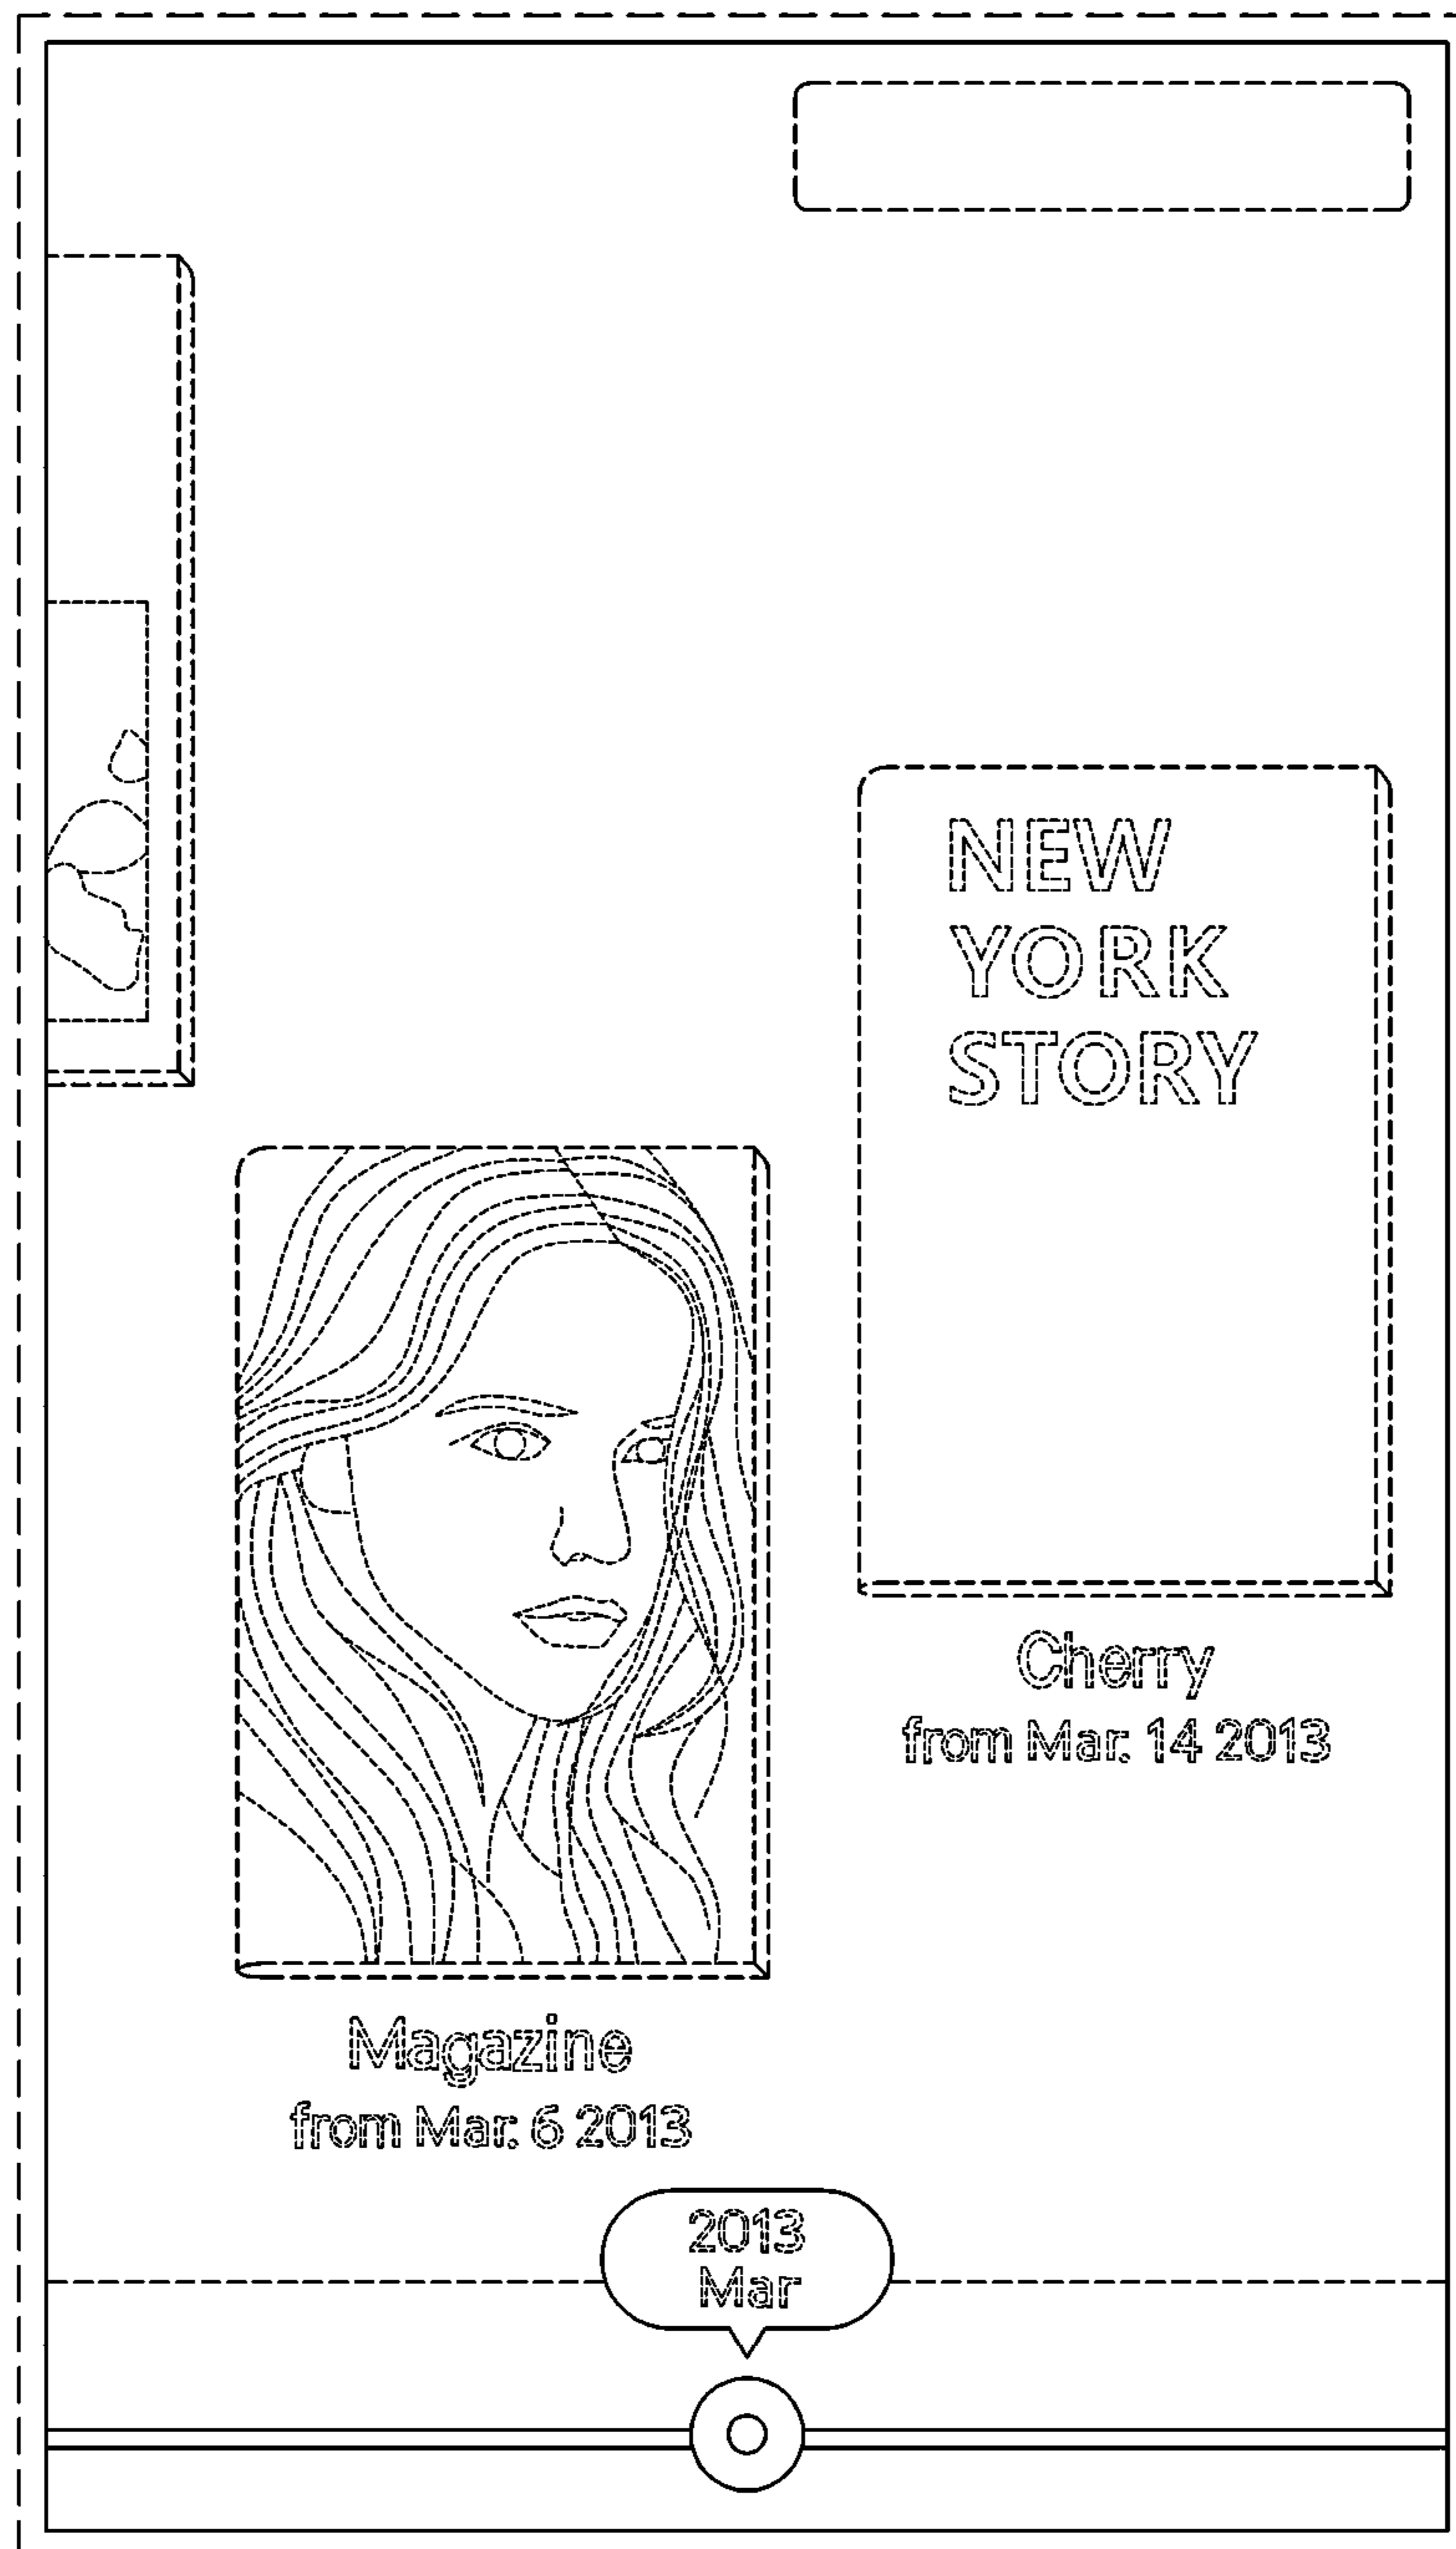 NEW
YORK
STORY
Cherry
from Mar. 14 2013
Magazine
from Mar. 6 2013
2013
Mar